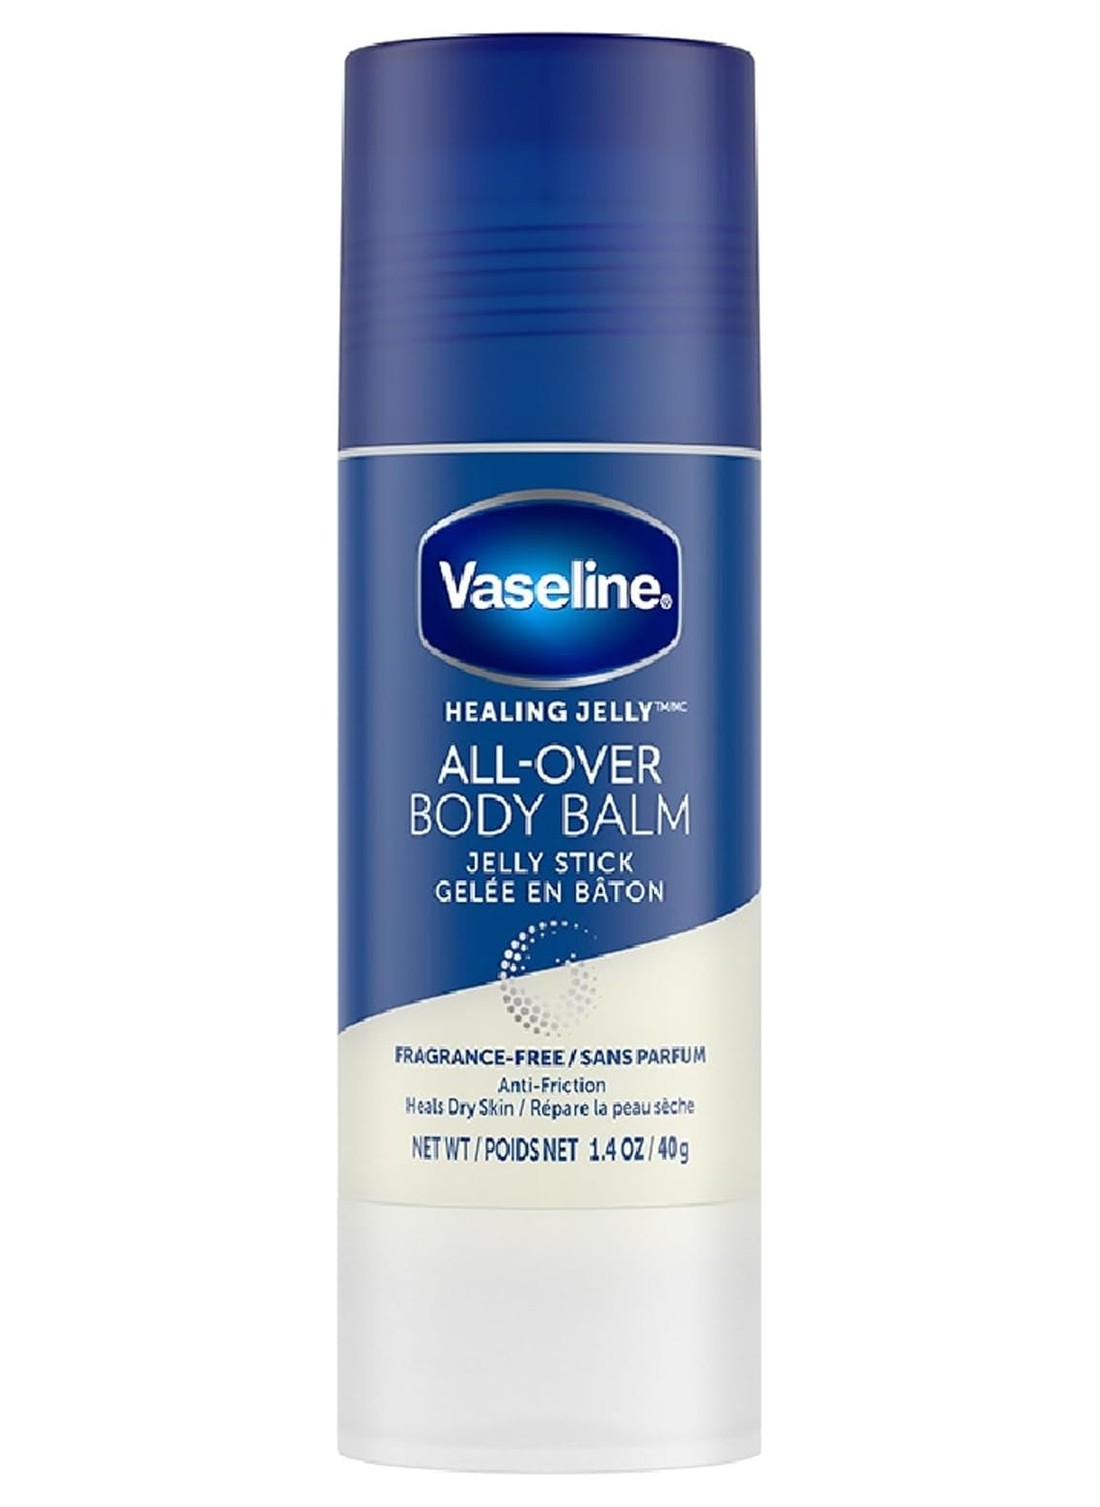 Vaseline®
HEALING JELLY™/MC
ALL-OVER
BODY BALM
JELLY STICK
GELÉE EN BÂTON
FRAGRANCE-FREE / SANS PARFUM
Anti-Friction
Heals Dry Skin / Répare la peau sèche
NET WT / POIDS NET 1.4 OZ / 40 g